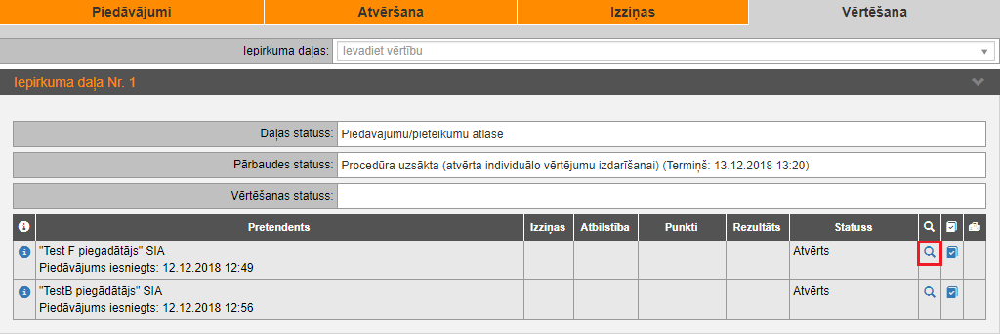 Piedāvājumi Atvēršana Izziņas Vērtēšana
Iepirkuma daļas: Ievadiet vērtību
Iepirkuma daļa Nr. 1
Daļas statuss: Piedāvājumu/pieteikumu atlase
Pārbaudes statuss: Procedūra uzsākta (atvērta individuālo vērtējumu izdarīšanai) (Termiņš: 13.12.2018 13:20)
Vērtēšanas statuss:
Pretendents Izziņas Atbilstība Punkti Rezultāts Statuss
"Test F piegadātājs" SIA Atvērts
Piedāvājums iesniegts: 12.12.2018 12:49
"TestB piegādātājs" SIA Atvērts
Piedāvājums iesniegts: 12.12.2018 12:56